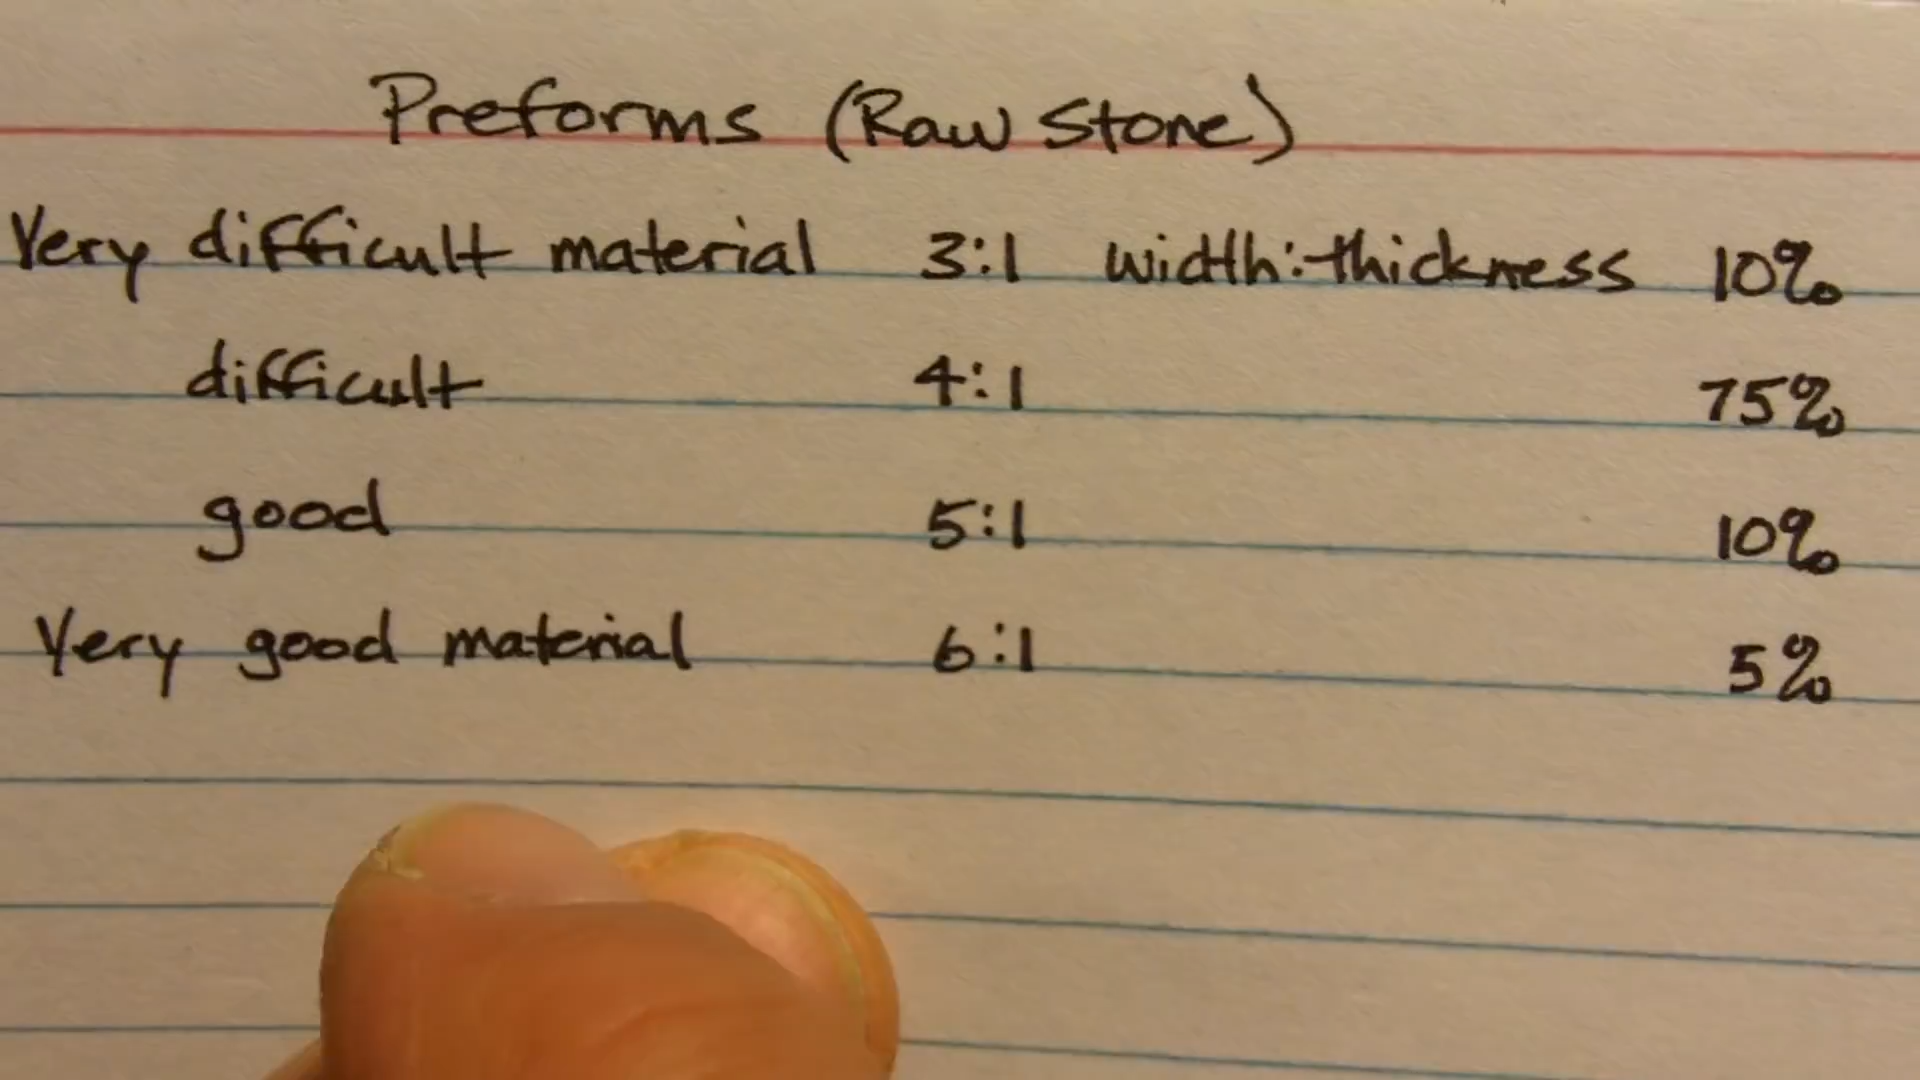 Preforms (Raw Stone)
Very difficult material 3:1 width:thickness 10%
difficult 4:1 75%
good 5:1 10%
Very good material 6:1 5%